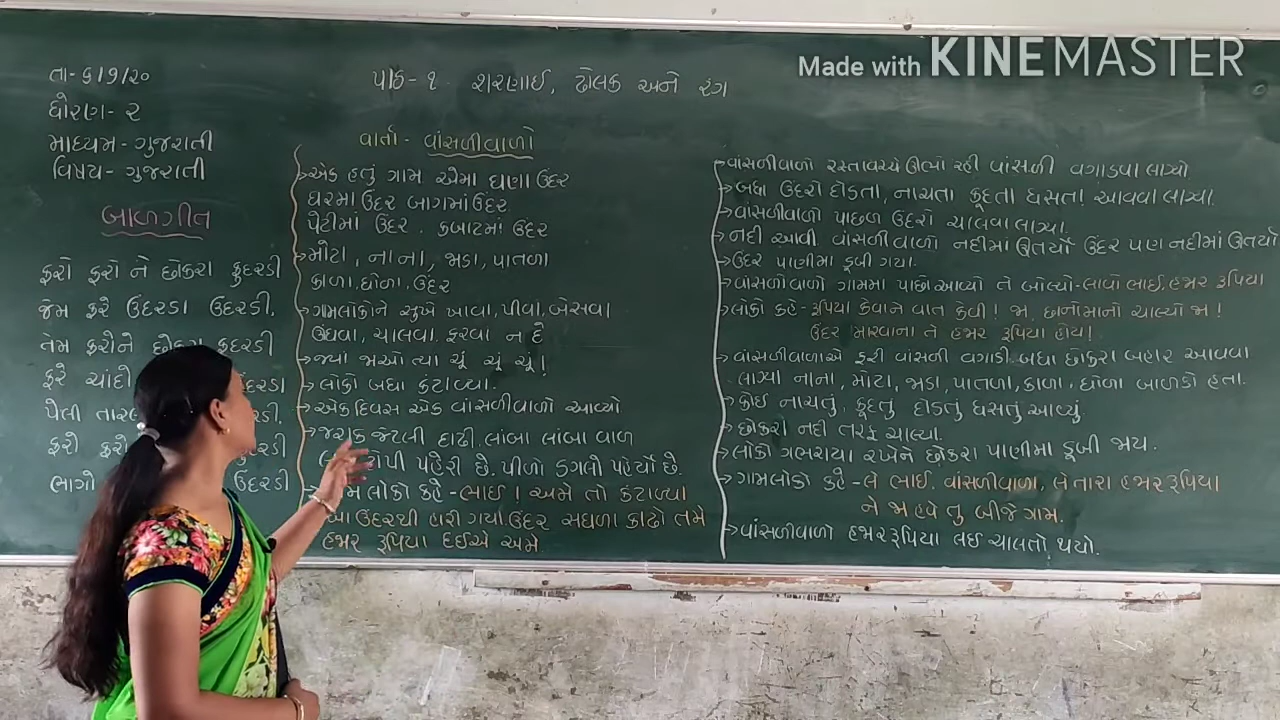 Made with KINEMASTER
તા- ૬/૭/૨૦
ધોરણ- ૨
માધ્યમ- ગુજરાતી
વિષય- ગુજરાતી
પાઠ- ૧ શરણાઈ, ઢોલક અને રંગ
બાળગીત
ફરો ફરો ને છોકરા ફુદરડી
જેમ ફરે ઉંદરડા ઉંદરડી.
તેમ ફરોને છોકરા ફુદરડી
ફરે ચાંદો
પેલી
ફરો ફરો
ભાગો ઉંદરડી
વાર્તા- વાંસળીવાળો
એક હતું ગામ એમા ઘણા ઉંદર
ઘરમા ઉંદર બાગમાં ઉંદર
પેટીમાં ઉંદર. કબાટમાં ઉંદર
મોટા, નાના, જાડા, પાતળા
કાળા, ધોળા. ઉંદર
ગામલોકોને સુખે ખાવા, પીવા, બેસવા
ઊંઘવા, ચાલવા. ફરવા ન દે
જ્યાં જાઓ ત્યા ચૂં ચૂં ચૂં!
લોકો બધા કંટાળ્યા.
એક દિવસ એક વાંસળીવાળો આવ્યો
જરાક જેટલી દાઢી. લાંબા લાંબા વાળ
ટોપી પહેરી છે. પીળો ડગલો પહેર્યો છે.
લોકો કહે - ભાઈ! અમે તો કંટાળ્યા
આ ઉંદરથી હારી ગયા. ઉંદર સઘળા કાઢો તમે
હજાર રૂપિયા દઈએ અમે
વાંસળીવાળો રસ્તાવચ્ચે ઊભો રહી વાંસળી વગાડવા લાગ્યો
બધા ઉંદરો દોડતા, નાચતા કૂદતા ધસતા આવવા લાગ્યા.
વાંસળીવાળો પાછળ ઉંદરો ચાલવા લાગ્યા.
નદી આવી. વાંસળીવાળો નદીમાં ઊતર્યો ઉંદર પણ નદીમાં ઊતર્યા
ઉંદર પાણીમા ડૂબી ગયા.
વાંસળીવાળો ગામમા પાછો આવ્યો ને બોલ્યો - લાવો ભાઈ, હજાર રૂપિયા
લોકો કહે - રૂપિયા કેવાને વાત કેવી! જા, છાનોમાનો ચાલ્યો જા!
ઉંદર મારવાના તે હજાર રૂપિયા હોય!
વાંસળીવાળાએ ફરી વાંસળી વગાડી. બધા છોકરા બહાર આવવા
લાગ્યા નાના, મોટા, જાડા, પાતળા, કાળા, ધોળા બાળકો હતા.
કોઈ નાચતું, કૂદતુ દોડતું ધસતું આવ્યું
છોકરા નદી તરફ ચાલ્યા.
લોકો ગભરાયા રખેને છોકરા પાણીમા ડૂબી જાય.
ગામલોકો કહે - લે ભાઈ. વાંસળીવાળા, લે તારા હજાર રૂપિયા
ને જા હવે તુ બીજે ગામ.
વાંસળીવાળો હજાર રૂપિયા લઈ ચાલતો થયો.